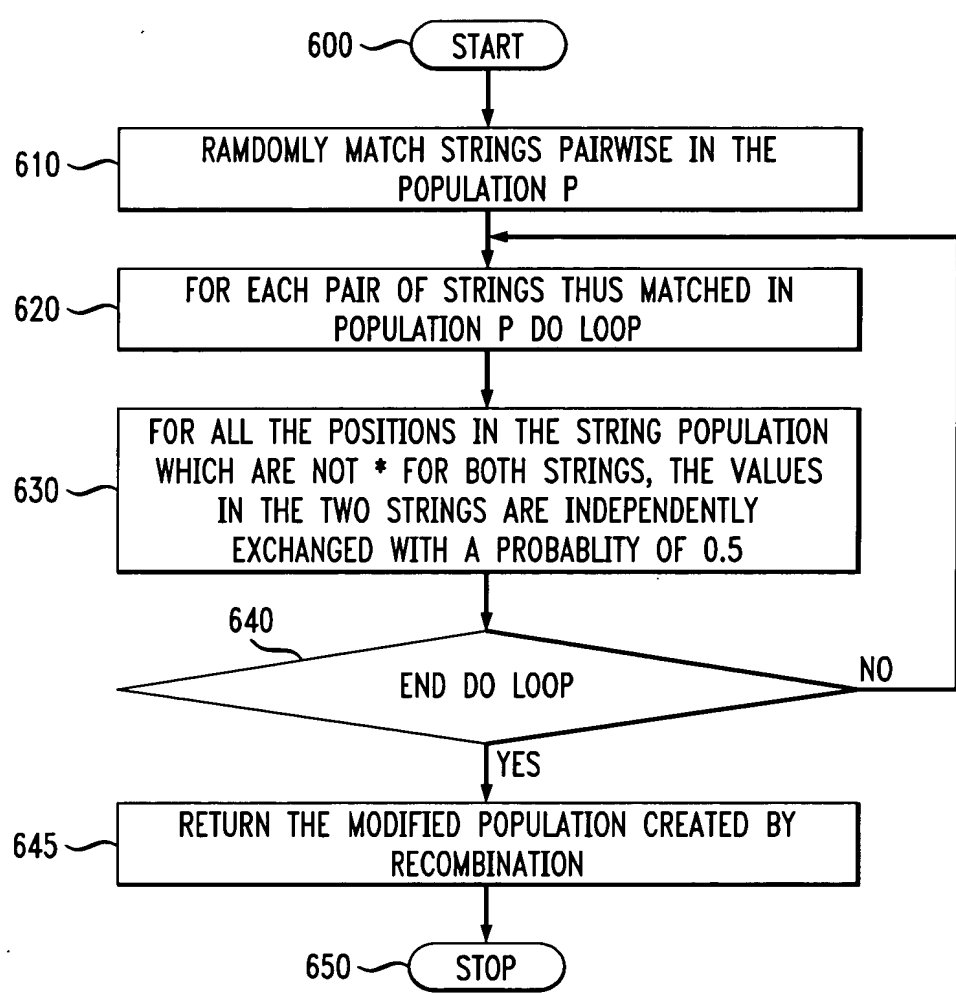 600
START
610
RAMDOMLY MATCH STRINGS PAIRWISE IN THE
POPULATION P
620
FOR EACH PAIR OF STRINGS THUS MATCHED IN
POPULATION P DO LOOP
630
FOR ALL THE POSITIONS IN THE STRING POPULATION
WHICH ARE NOT * FOR BOTH STRINGS, THE VALUES
IN THE TWO STRINGS ARE INDEPENDENTLY
EXCHANGED WITH A PROBABLITY OF 0.5
640
END DO LOOP
NO
YES
645
RETURN THE MODIFIED POPULATION CREATED BY
RECOMBINATION
650
STOP